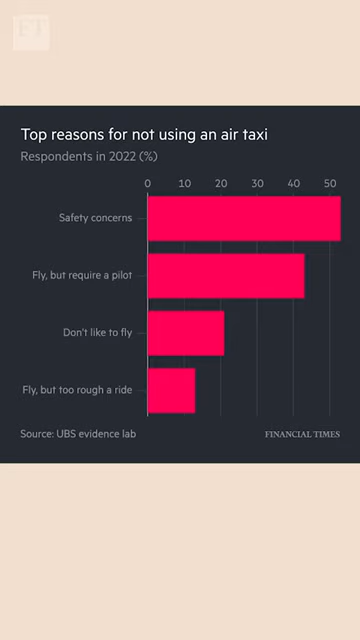 FT
Top reasons for not using an air taxi
Respondents in 2022 (%)
0 10 20 30 40 50
Safety concerns
Fly, but require a pilot
Don't like to fly
Fly, but too rough a ride
Source: UBS evidence lab
FINANCIAL TIMES